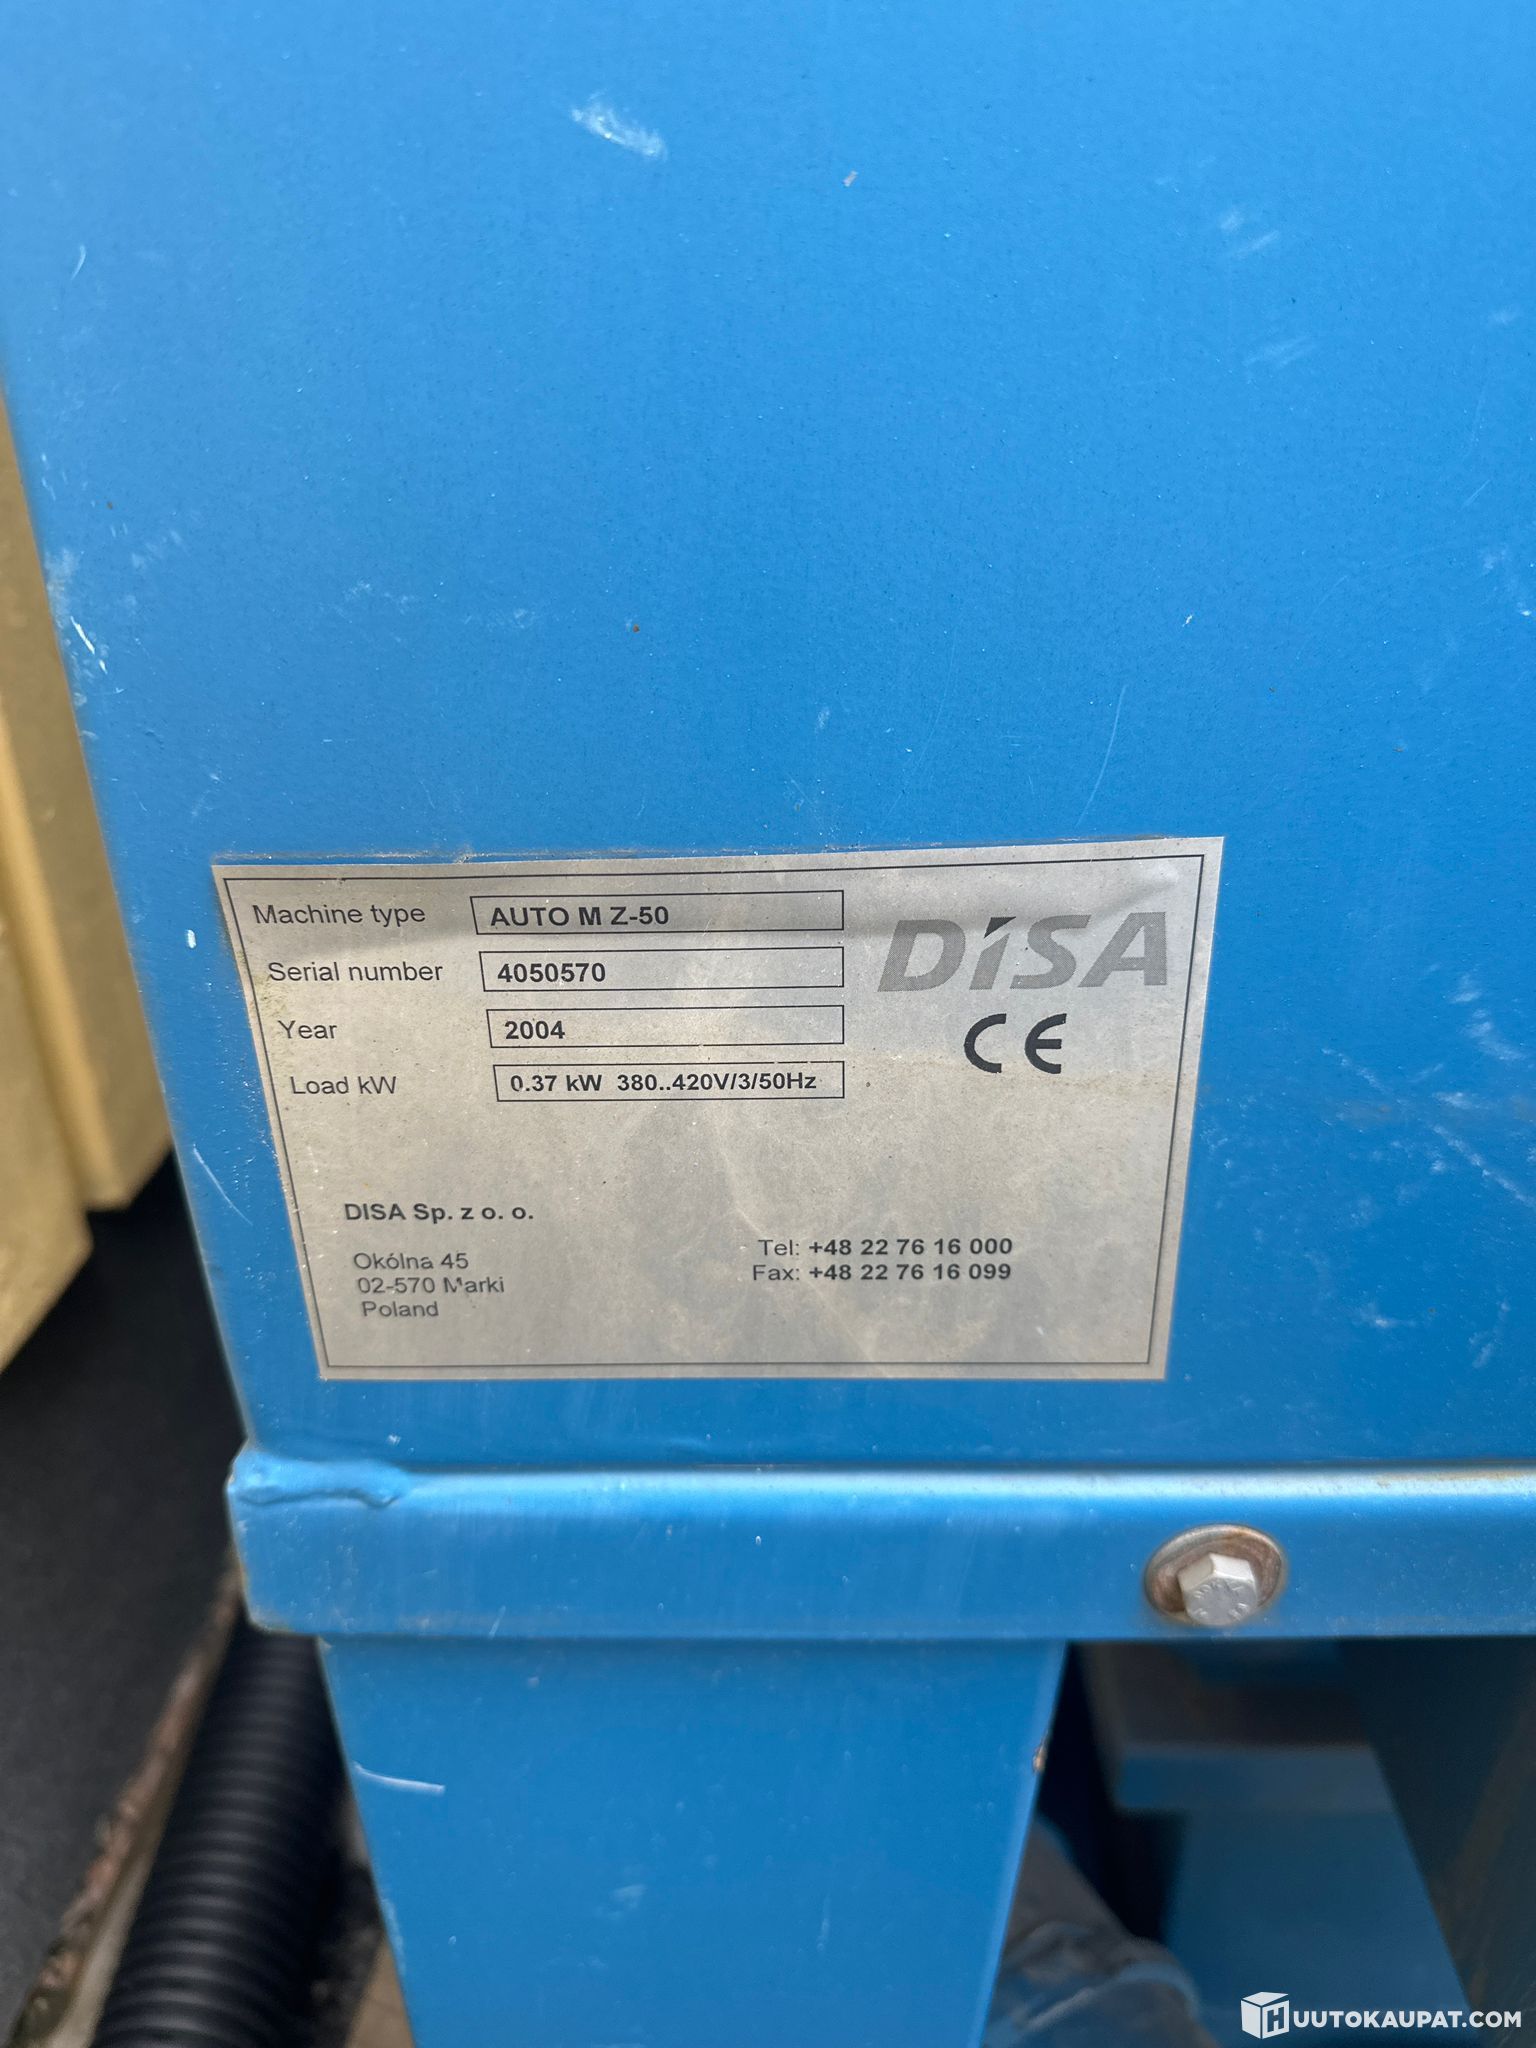 Machine type AUTO M Z-50
DISA
Serial number 4050570
Year 2004
CE
Load kW 0.37 kW 380..420V/3/50Hz
DISA Sp. z o. o.
Okólna 45
02-570 Marki
Poland
Tel: +48 22 76 16 000
Fax: +48 22 76 16 099
HUUTOKAUPAT.COM